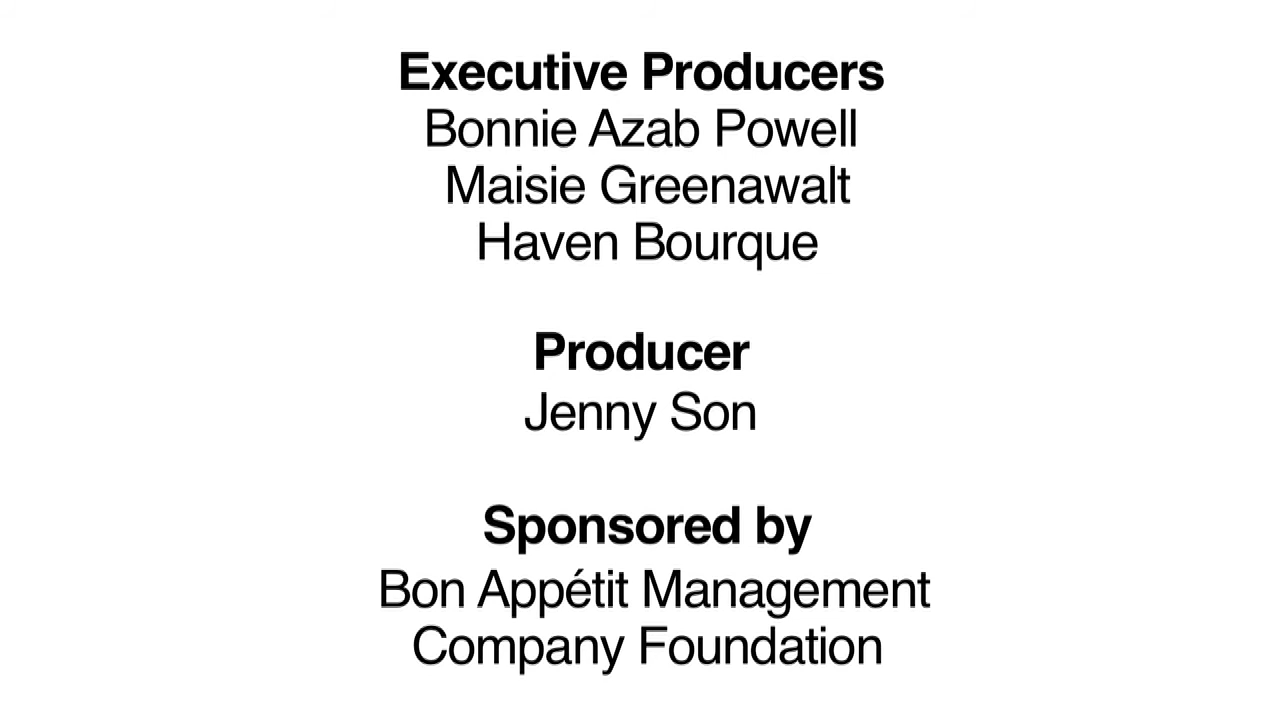 Executive Producers
Bonnie Azab Powell
Maisie Greenawalt
Haven Bourque
Producer
Jenny Son
Sponsored by
Bon Appétit Management
Company Foundation